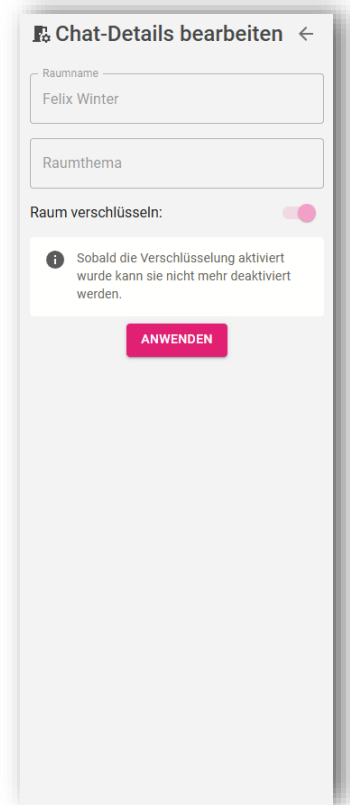 Chat-Details bearbeiten
Raumname
Felix Winter
Raumthema
Raum verschlüsseln:
Sobald die Verschlüsselung aktiviert
wurde kann sie nicht mehr deaktiviert
werden.
ANWENDEN